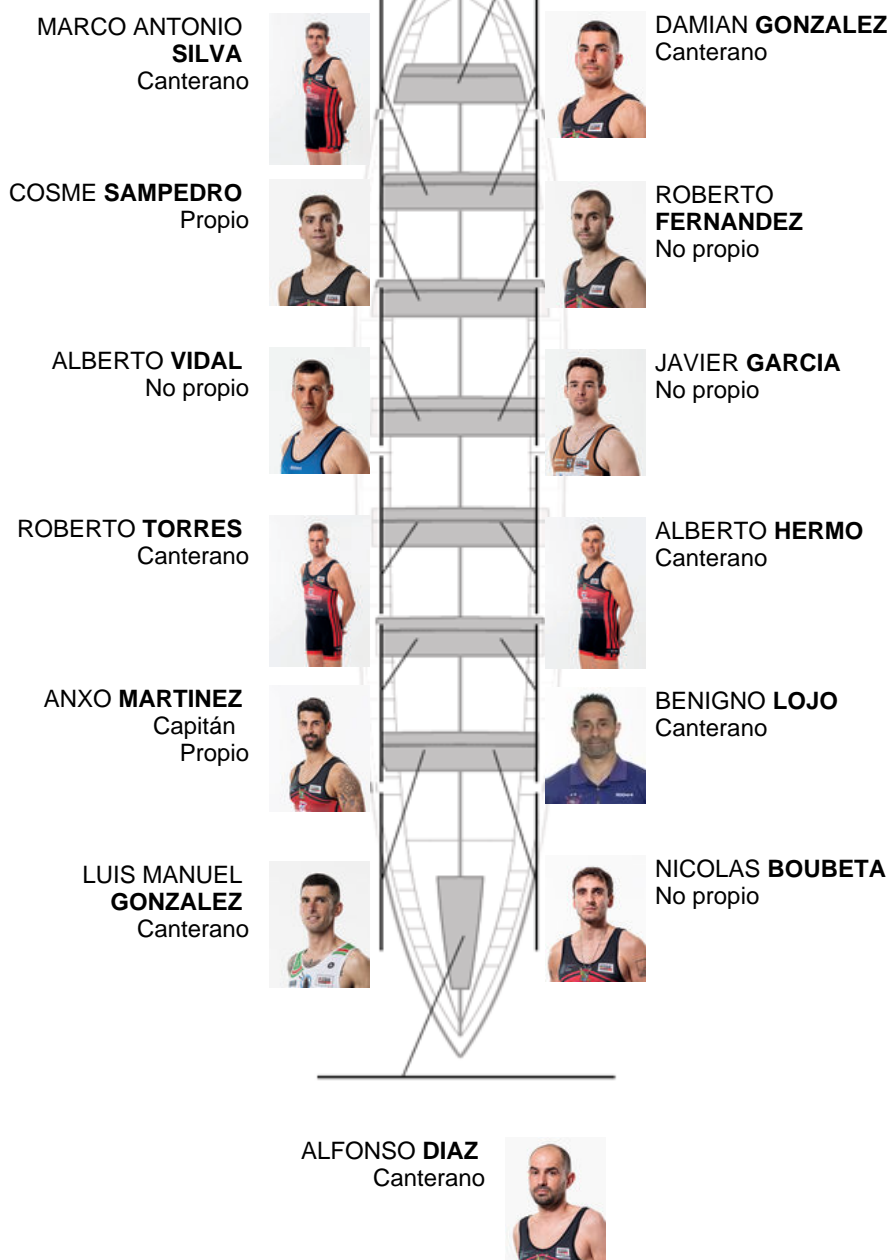 MARCO ANTONIO
SILVA
Canterano
DAMIAN GONZALEZ
Canterano
COSME SAMPEDRO
Propio
ROBERTO
FERNANDEZ
No propio
ALBERTO VIDAL
No propio
JAVIER GARCIA
No propio
ROBERTO TORRES
Canterano
ALBERTO HERMO
Canterano
ANXO MARTINEZ
Capitán
Propio
BENIGNO LOJO
Canterano
LUIS MANUEL
GONZALEZ
Canterano
NICOLAS BOUBETA
No propio
ALFONSO DIAZ
Canterano